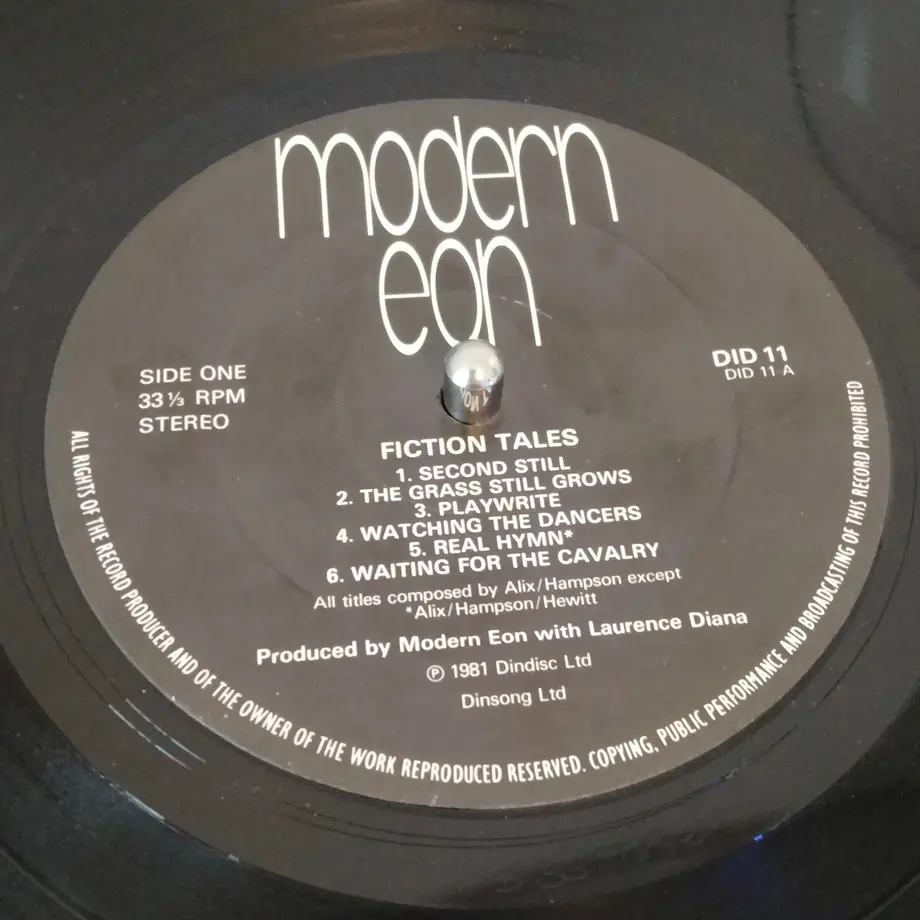 modern
eon
SIDE ONE
33 ⅓ RPM
STEREO
DID 11
DID 11 A
FICTION TALES
1. SECOND STILL
2. THE GRASS STILL GROWS
3. PLAYWRITE
4. WATCHING THE DANCERS
5. REAL HYMN*
6. WAITING FOR THE CAVALRY
All titles composed by Alix/Hampson except
*Alix/Hampson/Hewitt
Produced by Modern Eon with Laurence Diana
Ⓟ 1981 Dindisc Ltd
Dinsong Ltd
ALL RIGHTS OF THE RECORD PRODUCER AND OF THE OWNER OF THE WORK REPRODUCED RESERVED. COPYING, PUBLIC PERFORMANCE AND BROADCASTING OF THIS RECORD PROHIBITED